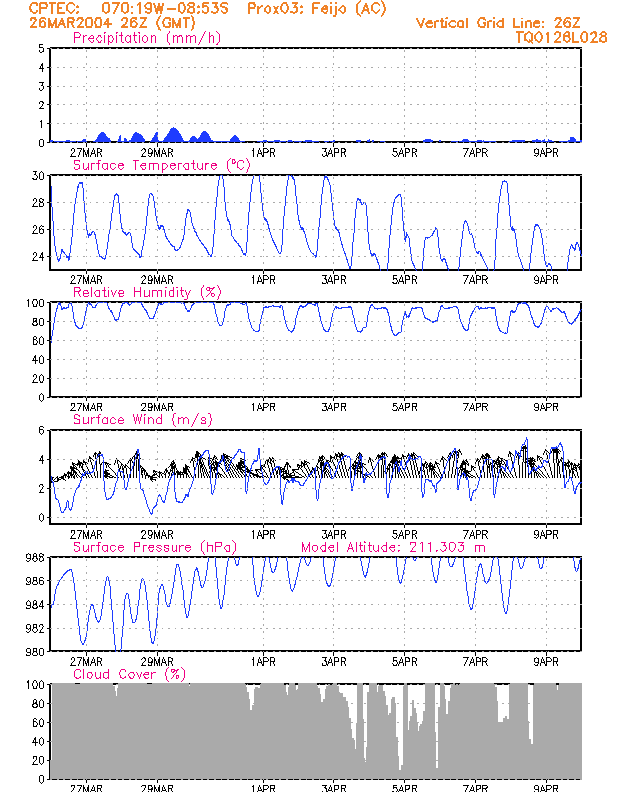 CPTEC: 070:19W-08:53S Prox03: Feijo (AC)
26MAR2004 26Z (GMT) Vertical Grid Line: 26Z
Precipitation (mm/h) TQ0126L028
5
4
3
2
1
0
27MAR 29MAR 1APR 3APR 5APR 7APR 9APR
Surface Temperature (ºC)
30
28
26
24
27MAR 29MAR 1APR 3APR 5APR 7APR 9APR
Relative Humidity (%)
100
80
60
40
20
0
27MAR 29MAR 1APR 3APR 5APR 7APR 9APR
Surface Wind (m/s)
6
4
2
0
27MAR 29MAR 1APR 3APR 5APR 7APR 9APR
Surface Pressure (hPa) Model Altitude: 211.303 m
988
986
984
982
980
27MAR 29MAR 1APR 3APR 5APR 7APR 9APR
Cloud Cover (%)
100
80
60
40
20
0
27MAR 29MAR 1APR 3APR 5APR 7APR 9APR